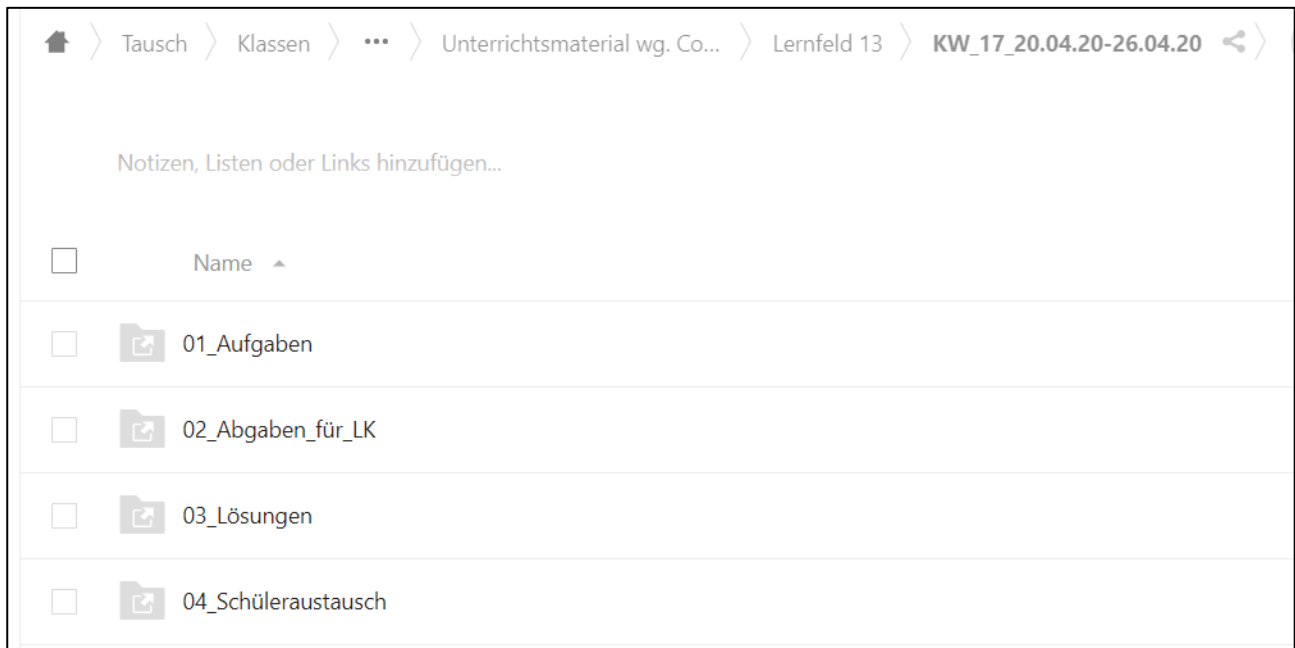 Tausch Klassen ••• Unterrichtsmaterial wg. Co... Lernfeld 13 KW_17_20.04.20-26.04.20
Notizen, Listen oder Links hinzufügen...
Name
01_Aufgaben
02_Abgaben_für_LK
03_Lösungen
04_Schüleraustausch